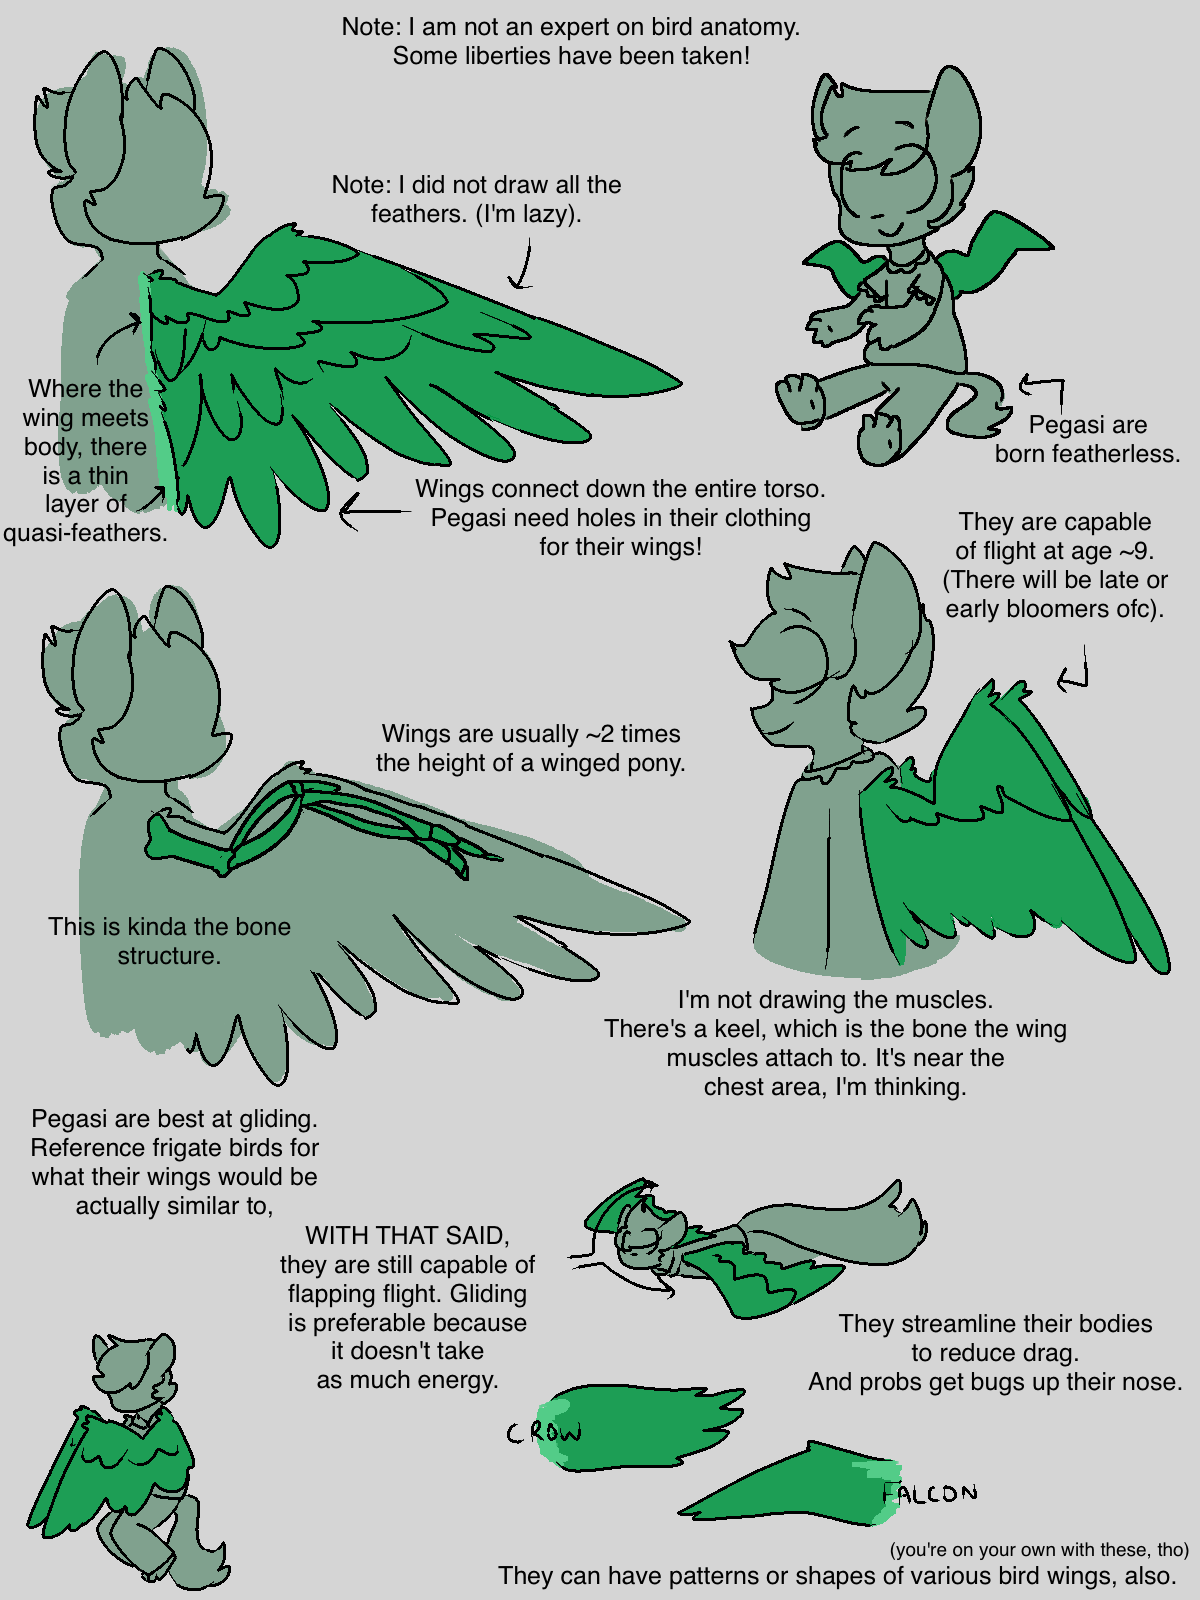 Note: I am not an expert on bird anatomy.
Some liberties have been taken!
Note: I did not draw all the
feathers. (I'm lazy).
Where the
wing meets
body, there
is a thin
layer of
quasi-feathers.
Wings connect down the entire torso.
Pegasi need holes in their clothing
for their wings!
Pegasi are
born featherless.
They are capable
of flight at age ~9.
(There will be late or
early bloomers ofc).
Wings are usually ~2 times
the height of a winged pony.
This is kinda the bone
structure.
I'm not drawing the muscles.
There's a keel, which is the bone the wing
muscles attach to. It's near the
chest area, I'm thinking.
Pegasi are best at gliding.
Reference frigate birds for
what their wings would be
actually similar to,
WITH THAT SAID,
they are still capable of
flapping flight. Gliding
is preferable because
it doesn't take
as much energy.
They streamline their bodies
to reduce drag.
And probs get bugs up their nose.
CROW
FALCON
(you're on your own with these, tho)
They can have patterns or shapes of various bird wings, also.